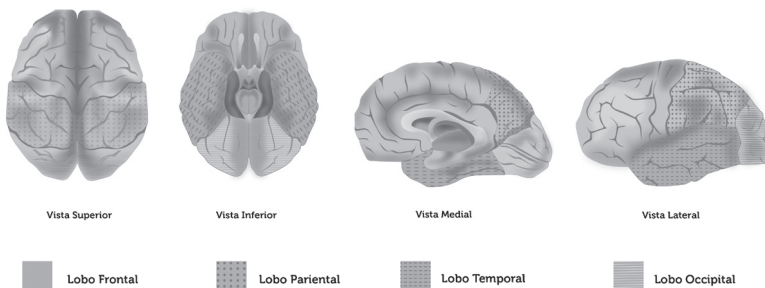 Vista Superior
Vista Inferior
Vista Medial
Vista Lateral
Lobo Frontal
Lobo Pariental
Lobo Temporal
Lobo Occipital